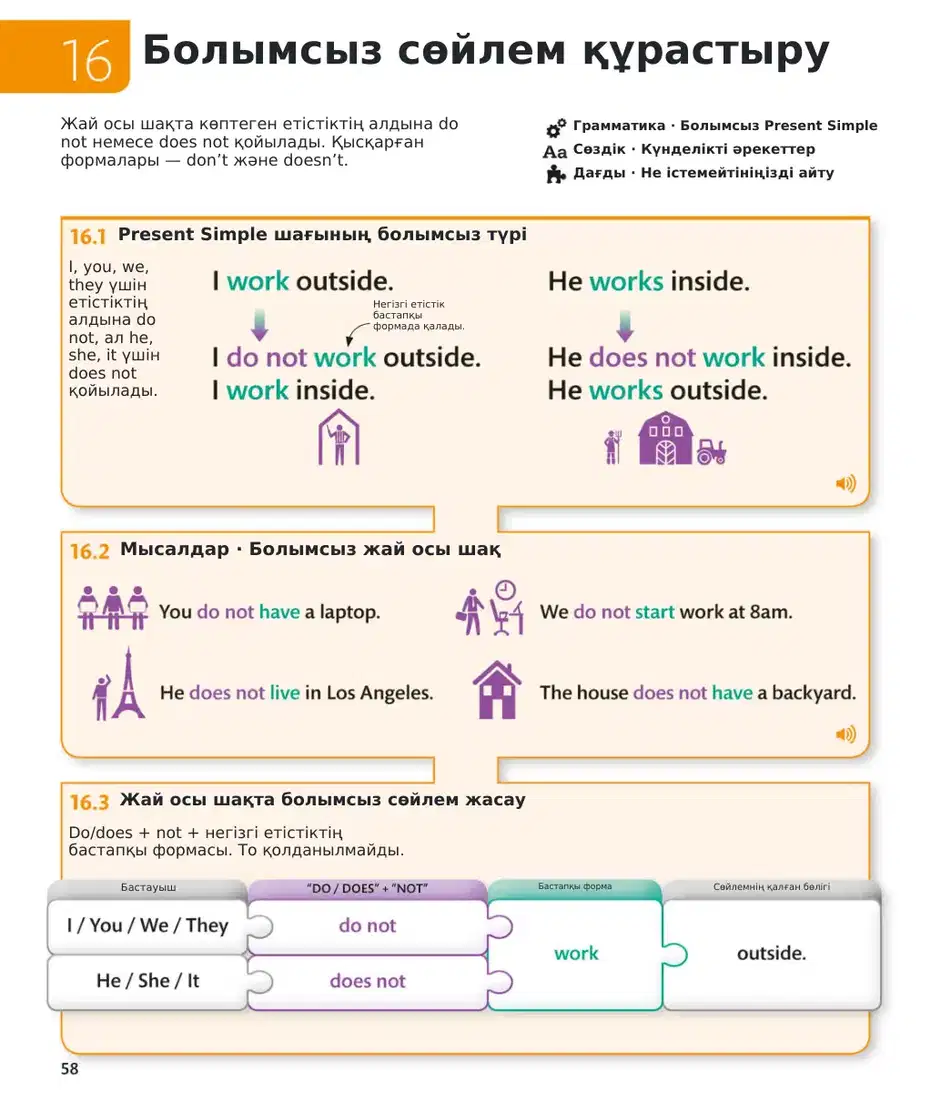 16
Болымсыз сөйлем құрастыру
Жай осы шақта көптеген етістіктің алдына do
not немесе does not қойылады. Қысқарған
формалары — don’t және doesn’t.
Грамматика · Болымсыз Present Simple
Aa Сөздік · Күнделікті әрекеттер
Дағды · Не істемейтініңізді айту
16.1 Present Simple шағының болымсыз түрі
I, you, we,
they үшін
етістіктің
алдына do
not, ал he,
she, it үшін
does not
қойылады.
I work outside.
Негізгі етістік
бастапқы
формада қалады.
I do not work outside.
I work inside.
He works inside.
He does not work inside.
He works outside.
16.2 Мысалдар · Болымсыз жай осы шақ
You do not have a laptop.
We do not start work at 8am.
He does not live in Los Angeles.
The house does not have a backyard.
16.3 Жай осы шақта болымсыз сөйлем жасау
Do/does + not + негізгі етістіктің
бастапқы формасы. To қолданылмайды.
Бастауыш
“DO / DOES” + “NOT”
Бастапқы форма
Сөйлемнің қалған бөлігі
I / You / We / They
do not
work
outside.
He / She / It
does not
58